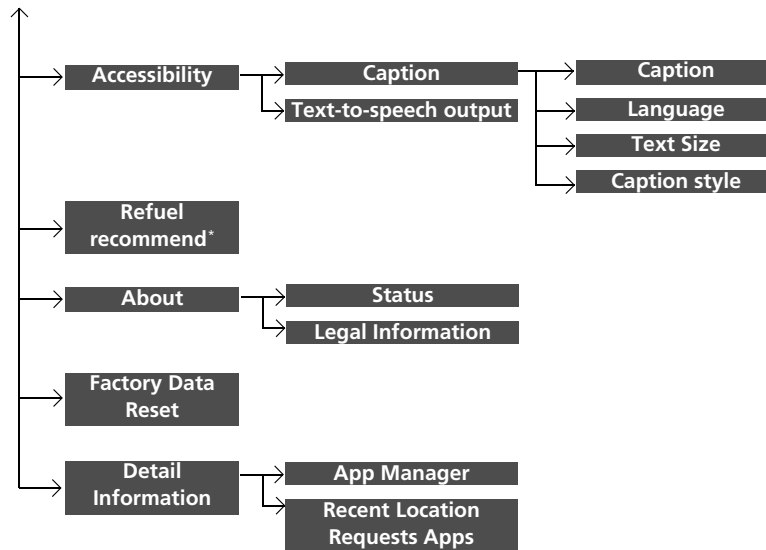 Accessibility
Caption
Text-to-speech output
Caption
Language
Text Size
Caption style
Refuel
recommend*
About
Status
Legal Information
Factory Data
Reset
Detail
Information
App Manager
Recent Location
Requests Apps